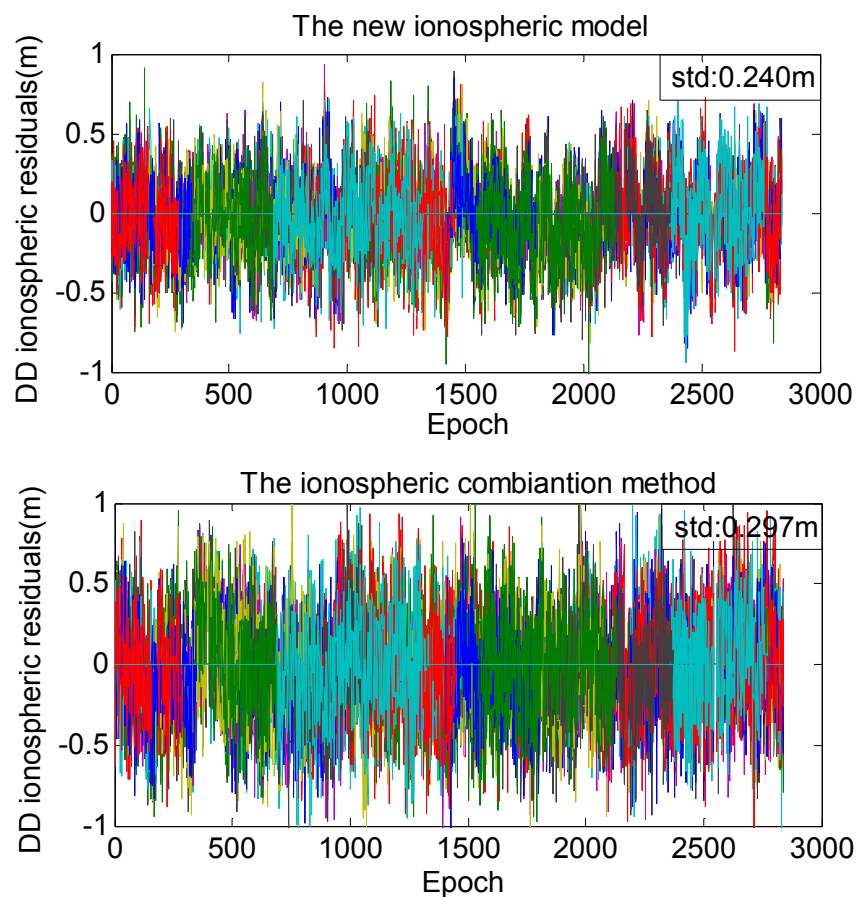 The new ionospheric model
std:0.240m
DD ionospheric residuals(m)
1
0.5
0
-0.5
-1
0 500 1000 1500 2000 2500 3000
Epoch
The ionospheric combiantion method
std:0.297m
DD ionospheric residuals(m)
1
0.5
0
-0.5
-1
0 500 1000 1500 2000 2500 3000
Epoch